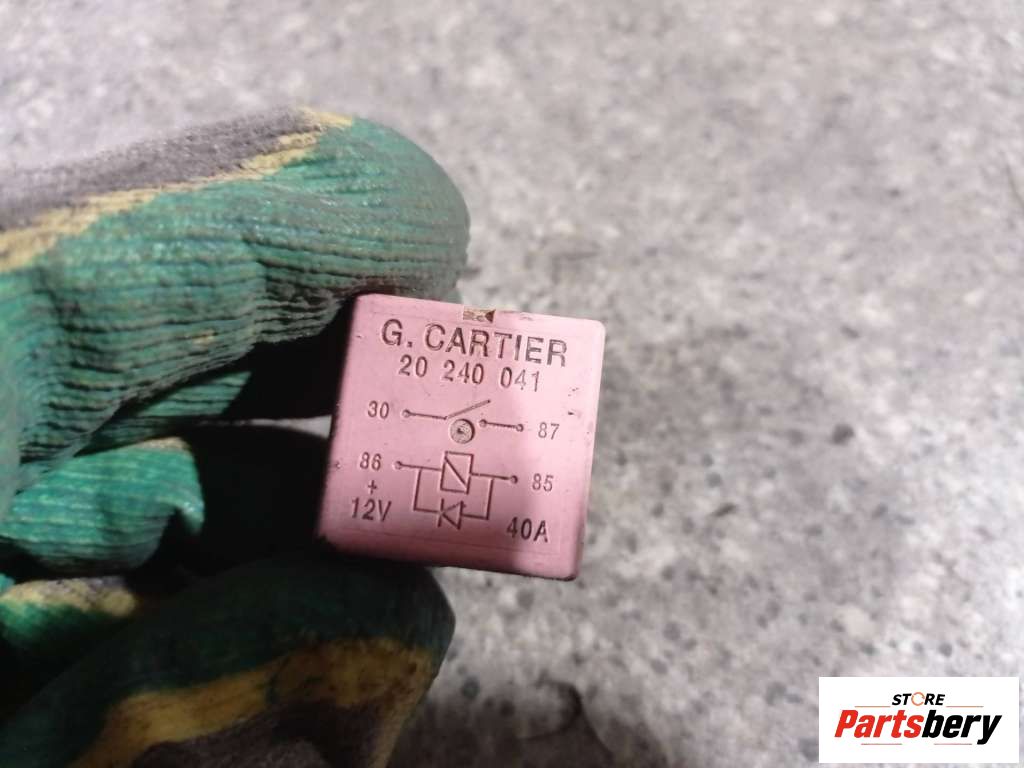 G. CARTIER
20 240 041
30 87
86 85
+
12V 40A
STORE
Partsbery